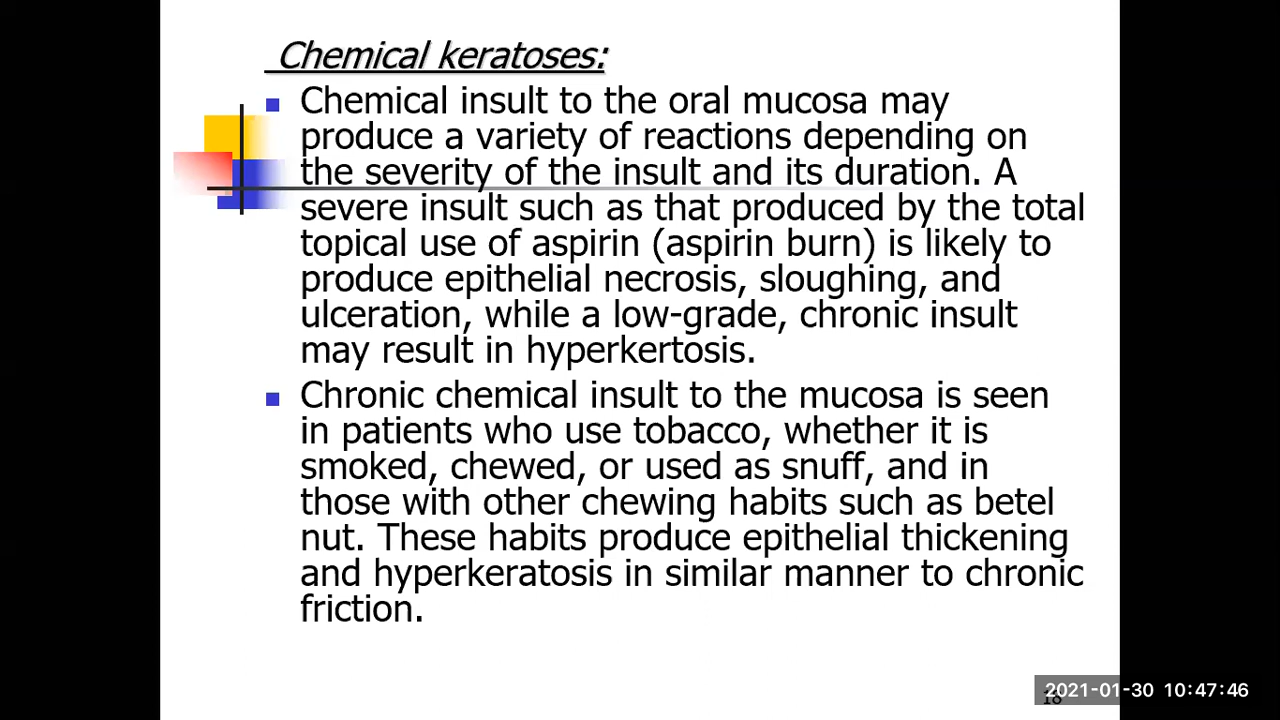 Chemical keratoses:
Chemical insult to the oral mucosa may
produce a variety of reactions depending on
the severity of the insult and its duration. A
severe insult such as that produced by the total
topical use of aspirin (aspirin burn) is likely to
produce epithelial necrosis, sloughing, and
ulceration, while a low-grade, chronic insult
may result in hyperkertosis.
Chronic chemical insult to the mucosa is seen
in patients who use tobacco, whether it is
smoked, chewed, or used as snuff, and in
those with other chewing habits such as betel
nut. These habits produce epithelial thickening
and hyperkeratosis in similar manner to chronic
friction.
2021-01-30 10:47:46